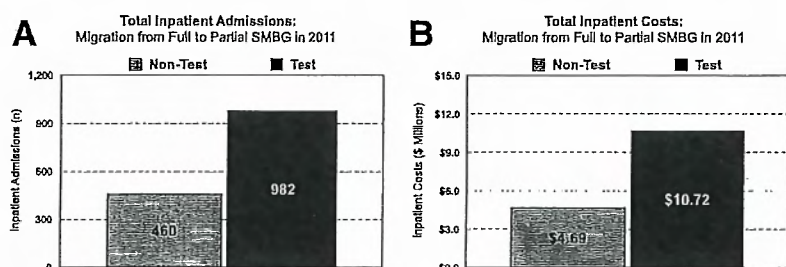 A
Total Inpatient Admissions:
Migration from Full to Partial SMBG in 2011
Non-Test
Test
Inpatient Admissions (n)
1,200
900
600
300
460
982
B
Total Inpatient Costs:
Migration from Full to Partial SMBG in 2011
Non-Test
Test
Inpatient Costs ($ Millions)
$15.0
$12.0
$9.0
$6.0
$3.0
$4.69
$10.72